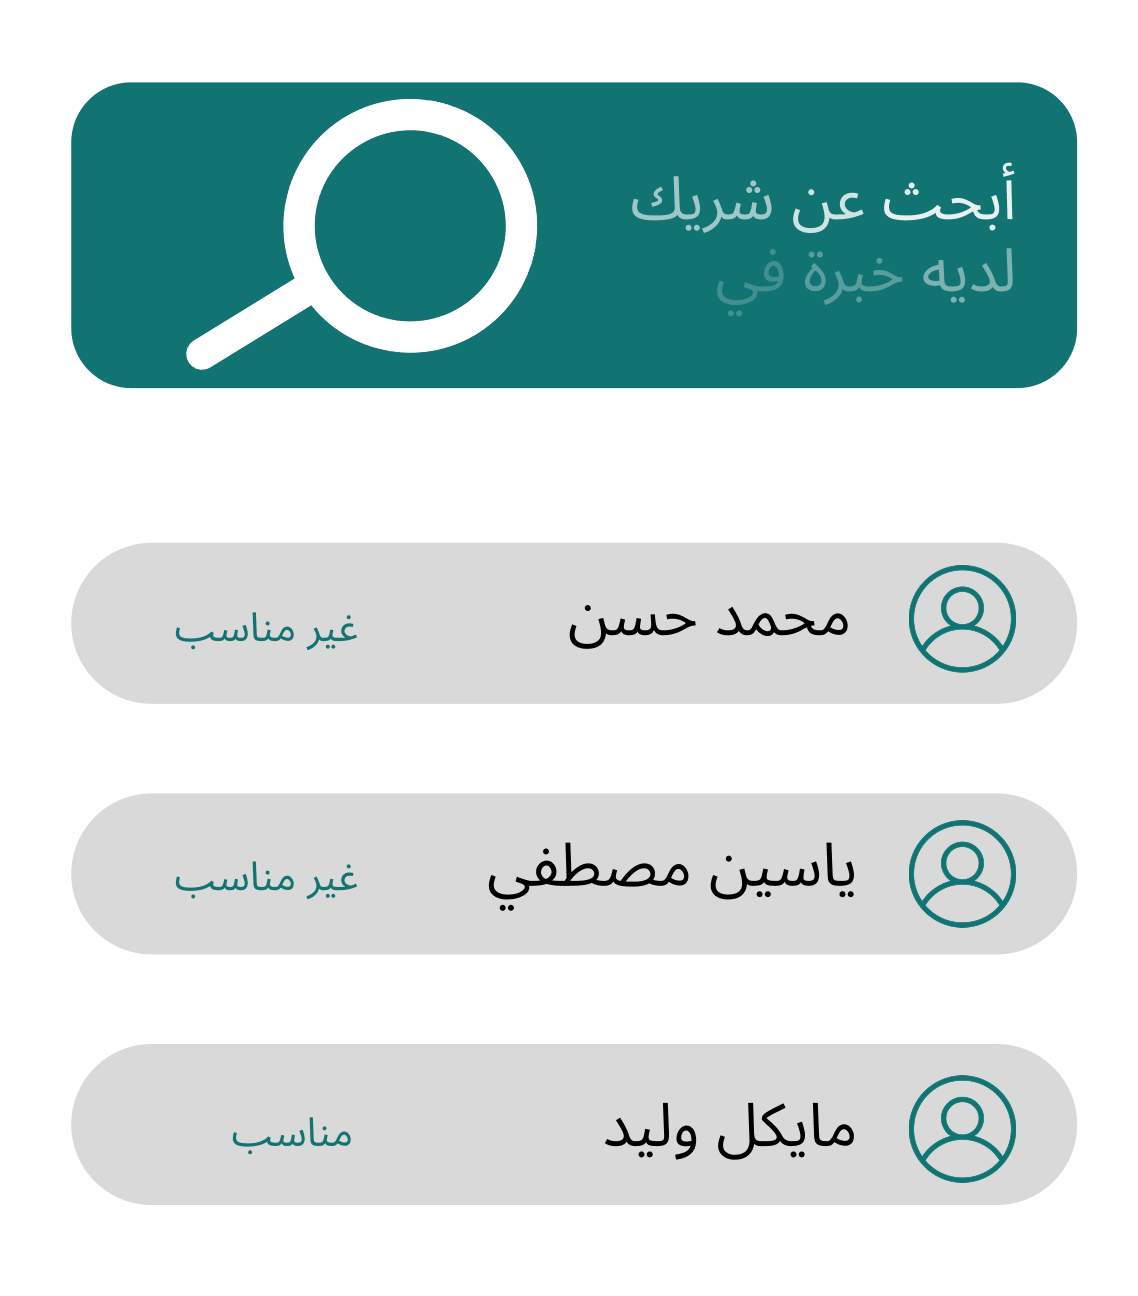 أبحث عن شريك
لديه خبرة في
محمد حسن
غير مناسب
ياسين مصطفي
غير مناسب
مايكل وليد
مناسب